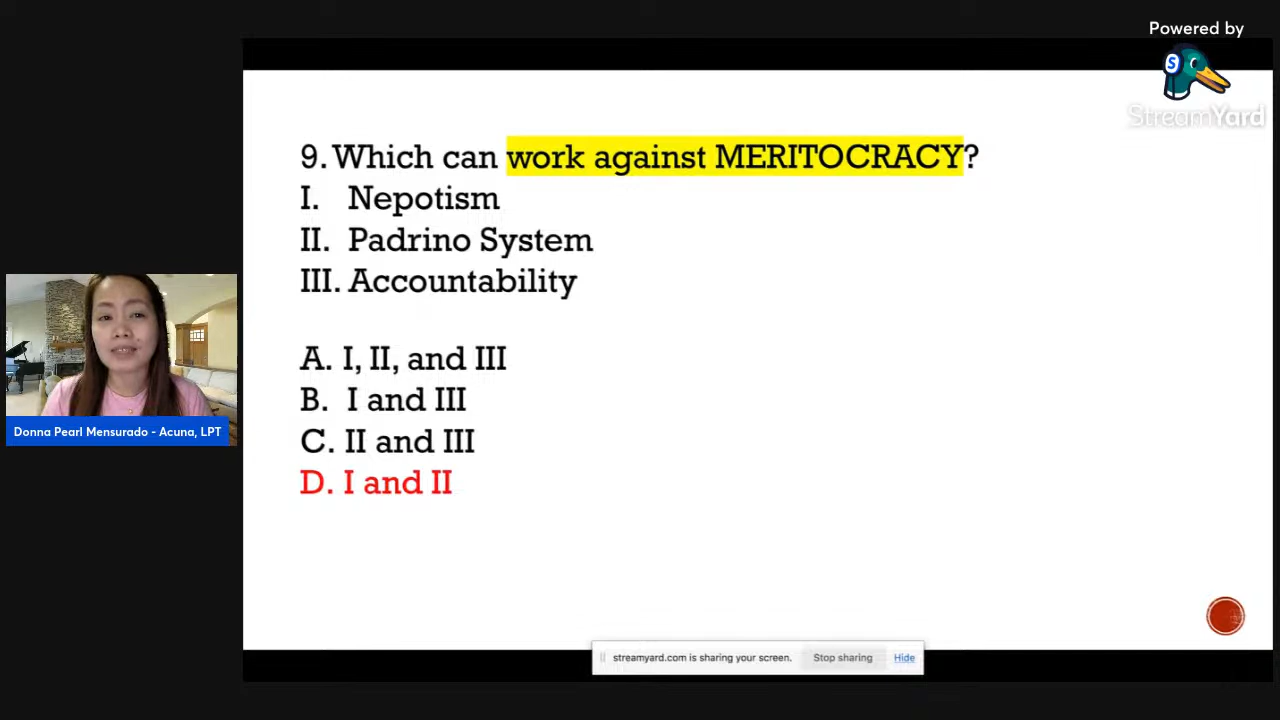 Powered by
StreamYard
9. Which can work against MERITOCRACY?
I. Nepotism
II. Padrino System
III. Accountability
A. I, II, and III
B. I and III
C. II and III
D. I and II
Donna Pearl Mensurado - Acuna, LPT
streamyard.com is sharing your screen. Stop sharing Hide